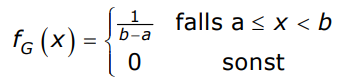 f_G(x) = { 1/(b-a) falls a ≤ x < b
0 sonst